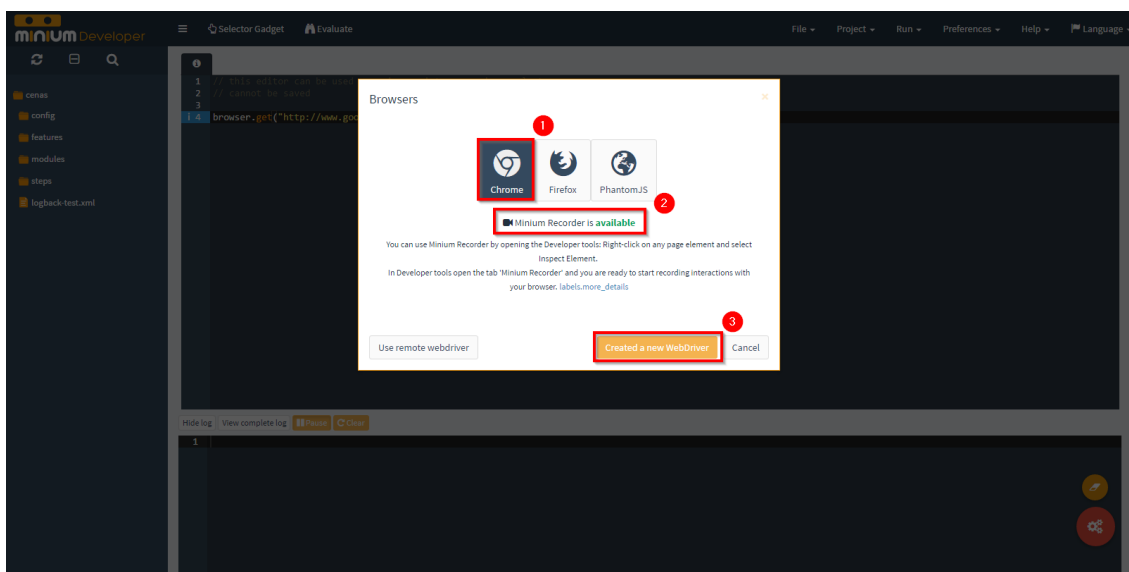 minium Developer
Selector Gadget
Evaluate
File
Project
Run
Preferences
Help
Language
cenas
config
features
modules
steps
logback-test.xml
1 // this editor can be used
2 // cannot be saved
3
i 4 browser.get("http://www.goo
Browsers
×
1
Chrome
Firefox
PhantomJS
2
Minium Recorder is available
You can use Minium Recorder by opening the Developer tools: Right-click on any page element and select
Inspect Element.
In Developer tools open the tab 'Minium Recorder' and you are ready to start recording interactions with
your browser. labels.more_details
3
Use remote webdriver
Created a new WebDriver
Cancel
Hide log
View complete log
Pause
Clear
1